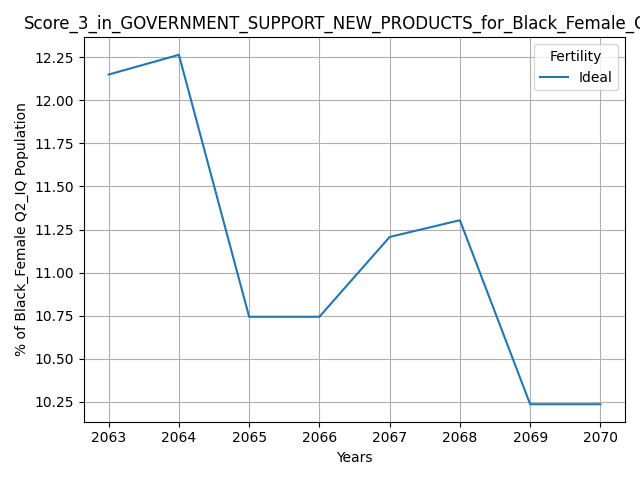 Score_3_in_GOVERNMENT_SUPPORT_NEW_PRODUCTS_for_Black_Female_
Fertility
Ideal
% of Black_Female Q2_IQ Population
12.25
12.00
11.75
11.50
11.25
11.00
10.75
10.50
10.25
2063 2064 2065 2066 2067 2068 2069 2070
Years